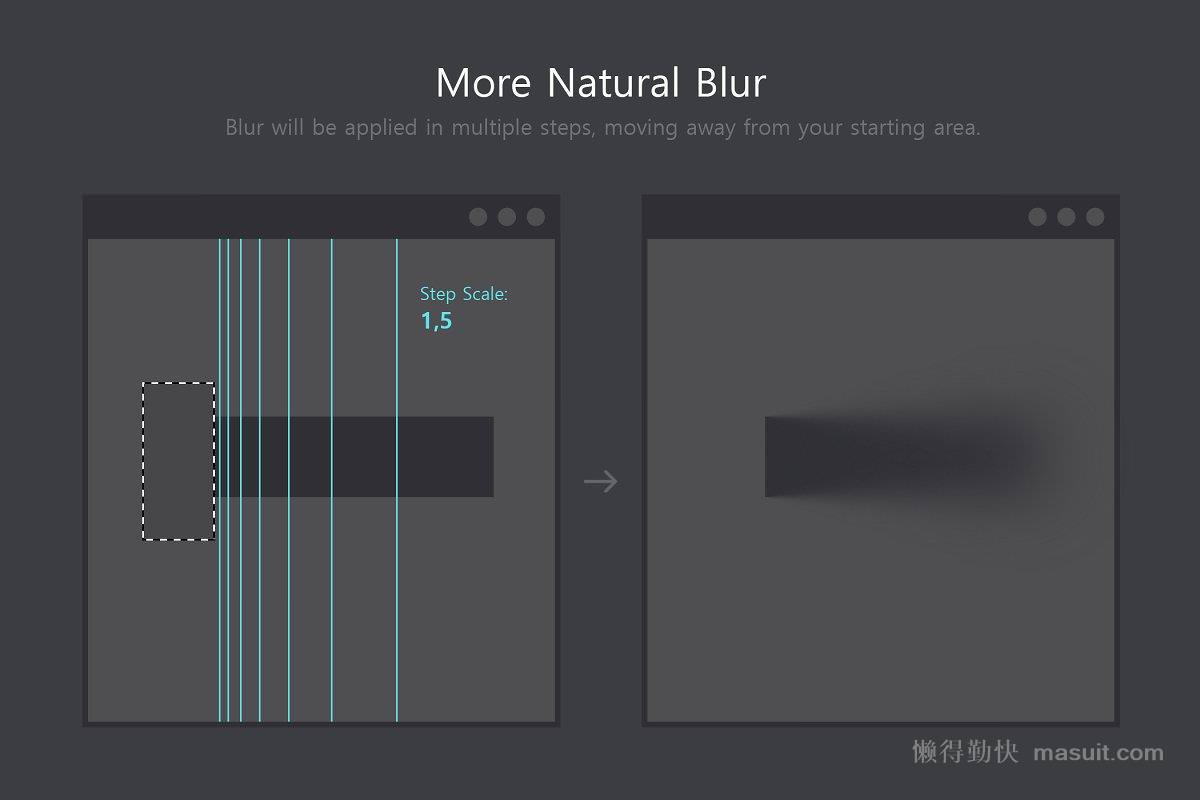 More Natural Blur
Blur will be applied in multiple steps, moving away from your starting area.
Step Scale:
1,5
懒得勤快 masuit.com